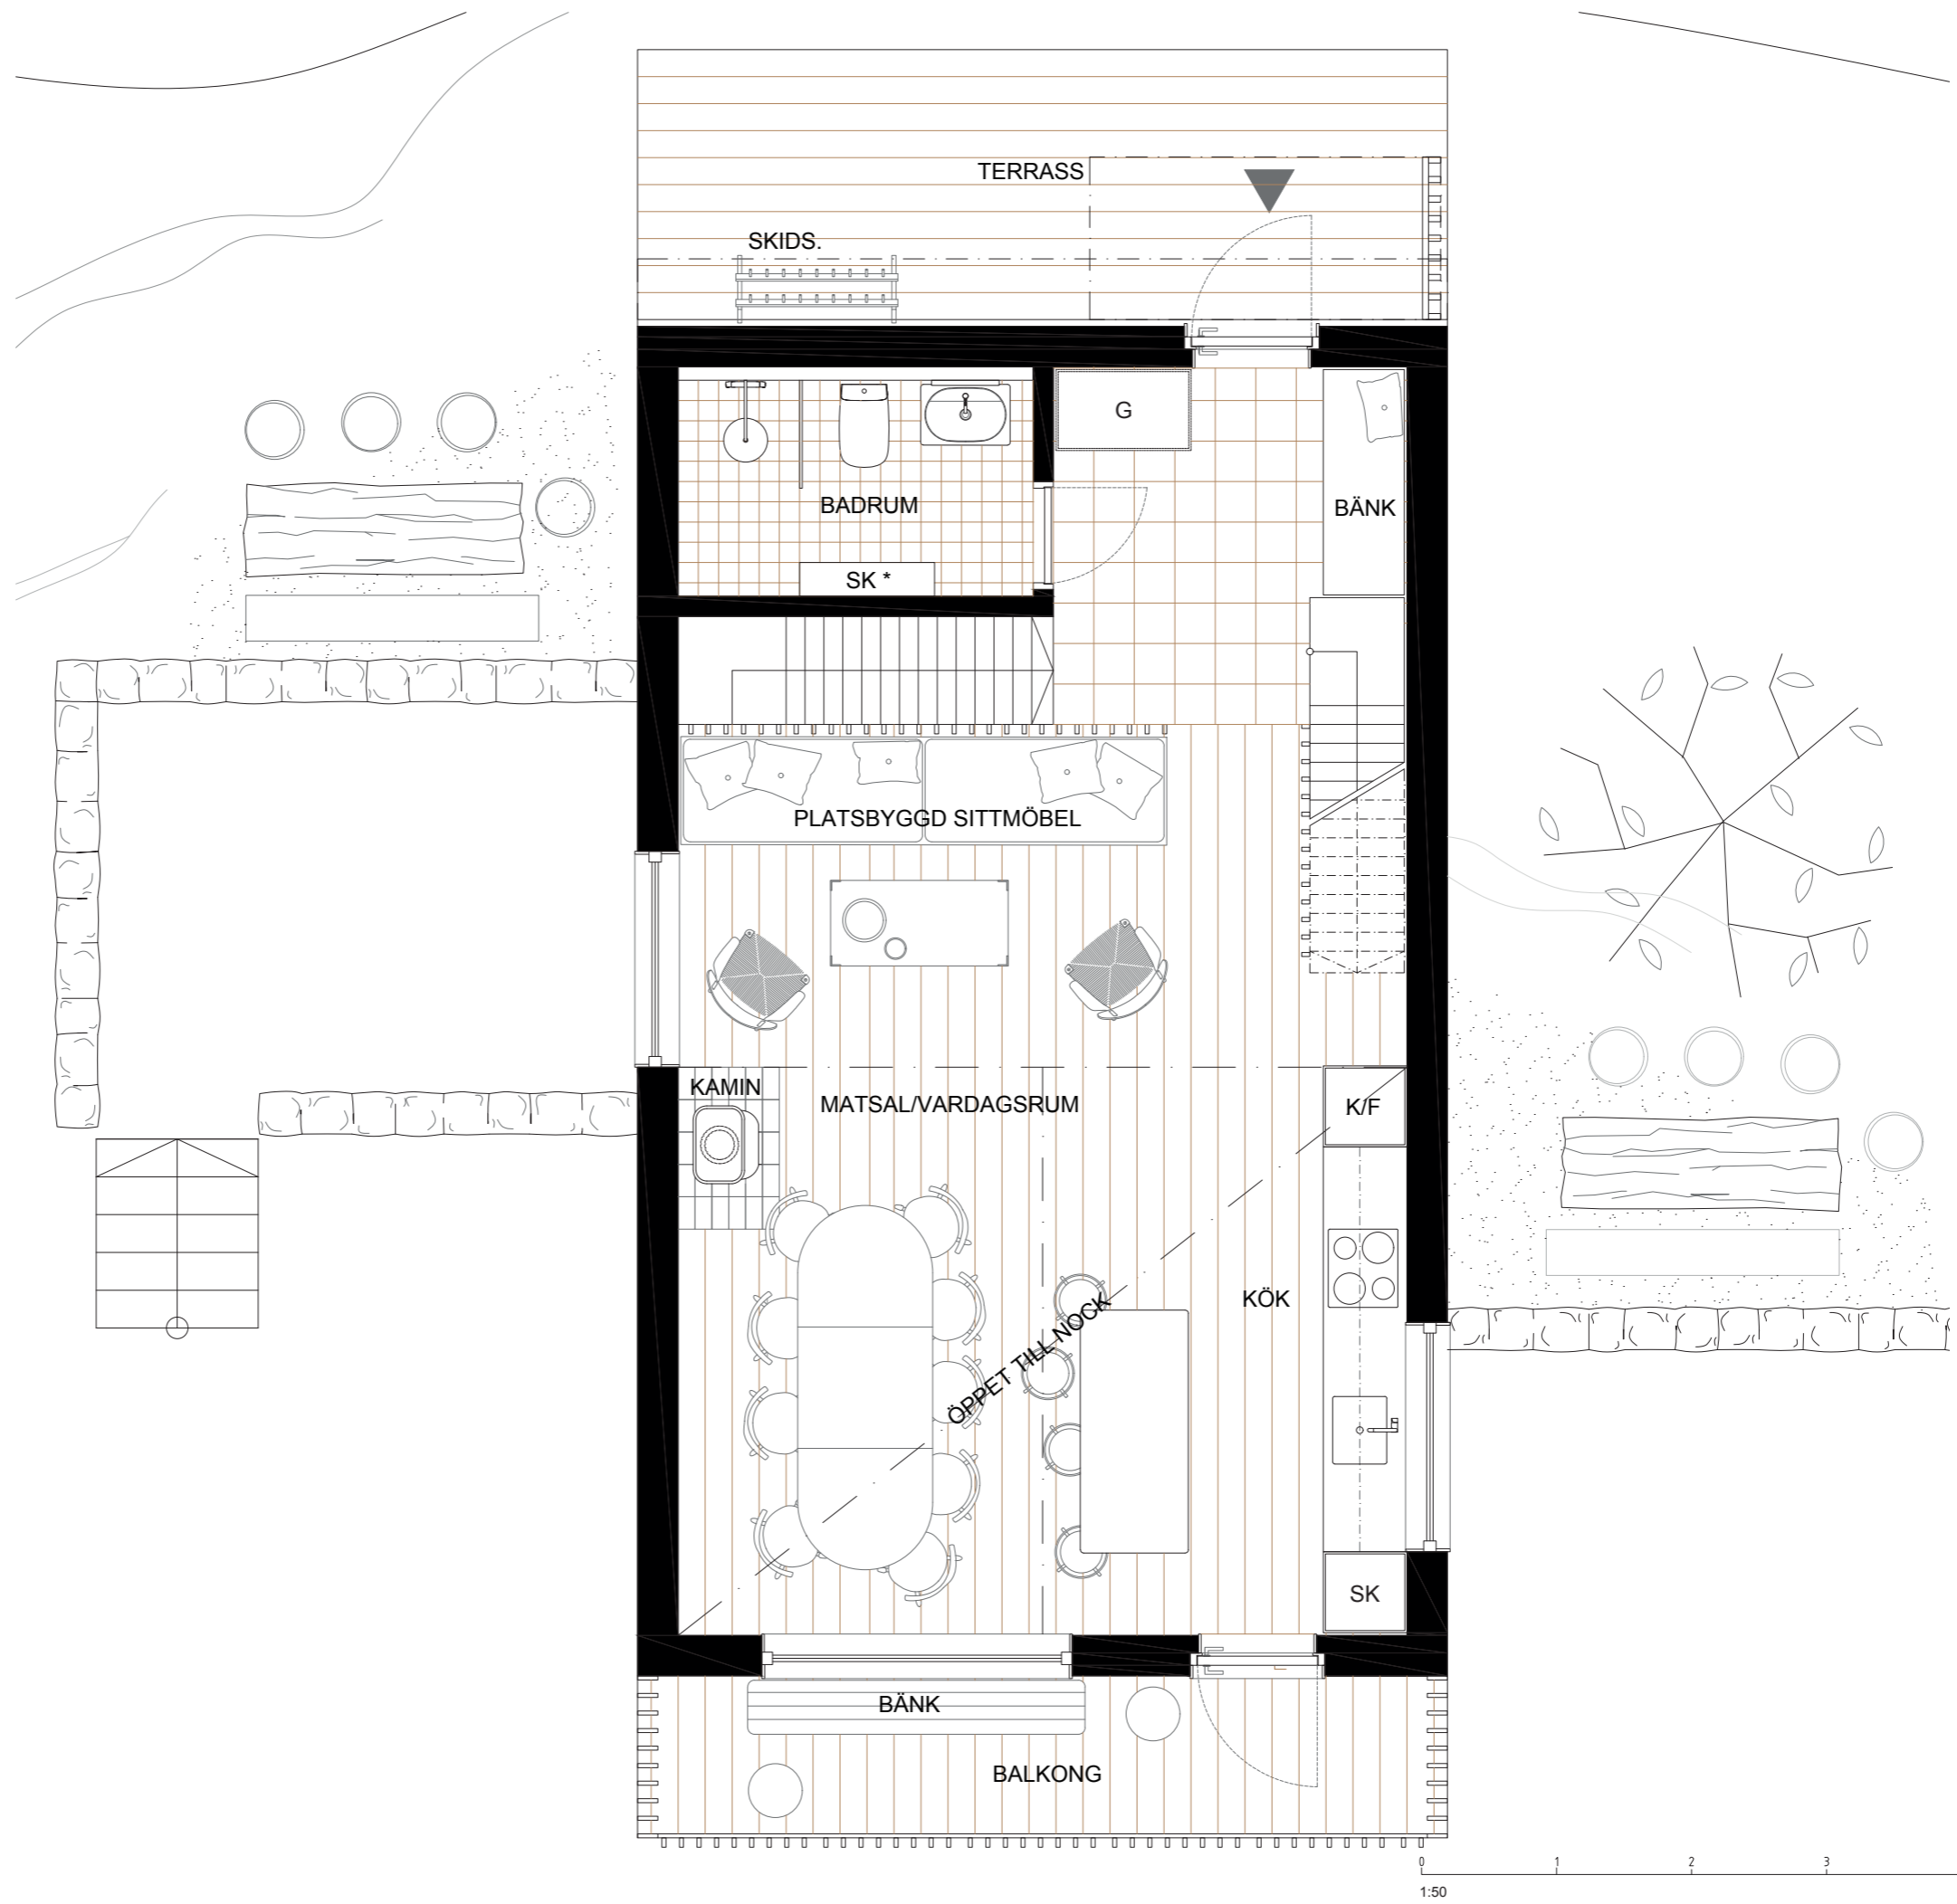 TERRASS
SKIDS.
G
BADRUM
BÄNK
SK *
PLATSBYGGD SITTMÖBEL
KAMIN
MATSAL/VARDAGSRUM
K/F
KÖK
ÖPPET TILL NOCK
SK
BÄNK
BALKONG
0 1 2 3
1:50